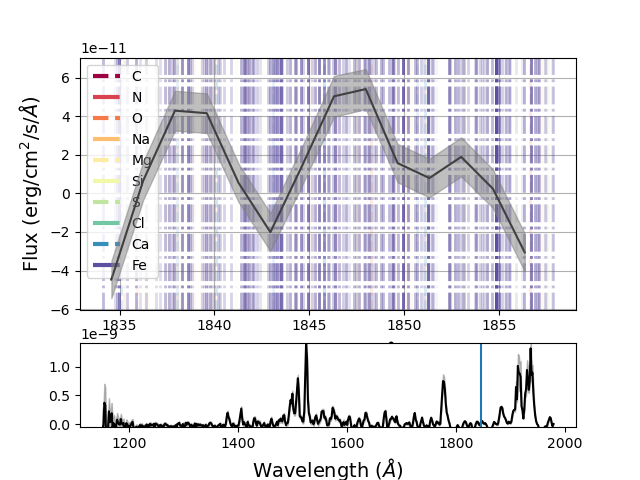 1e−11
Flux (erg/cm²/s/Å)
6
4
2
0
−2
−4
−6
C
N
O
Na
Mg
Si
S
Cl
Ca
Fe
1835 1840 1845 1850 1855
1e−9
1.0
0.5
0.0
1200 1400 1600 1800 2000
Wavelength (Å)